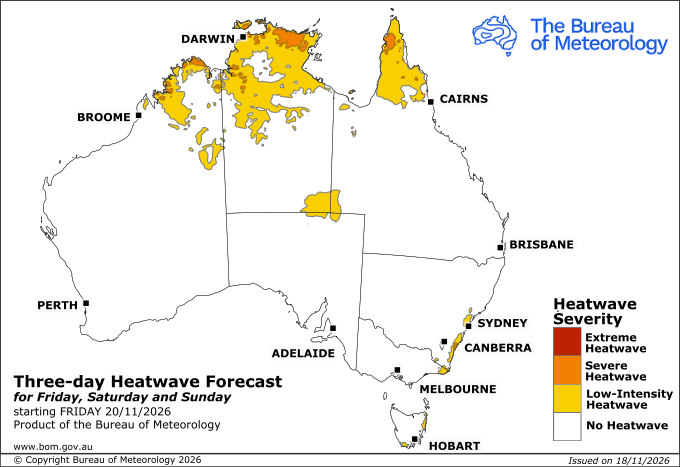 The Bureau
of Meteorology
DARWIN
CAIRNS
BROOME
BRISBANE
PERTH
SYDNEY
ADELAIDE
CANBERRA
MELBOURNE
HOBART
Heatwave
Severity
Extreme
Heatwave
Severe
Heatwave
Low-Intensity
Heatwave
No Heatwave
Three-day Heatwave Forecast
for Friday, Saturday and Sunday
starting FRIDAY 20/11/2026
Product of the Bureau of Meteorology
www.bom.gov.au
© Copyright Bureau of Meteorology 2026
Issued on 18/11/2026